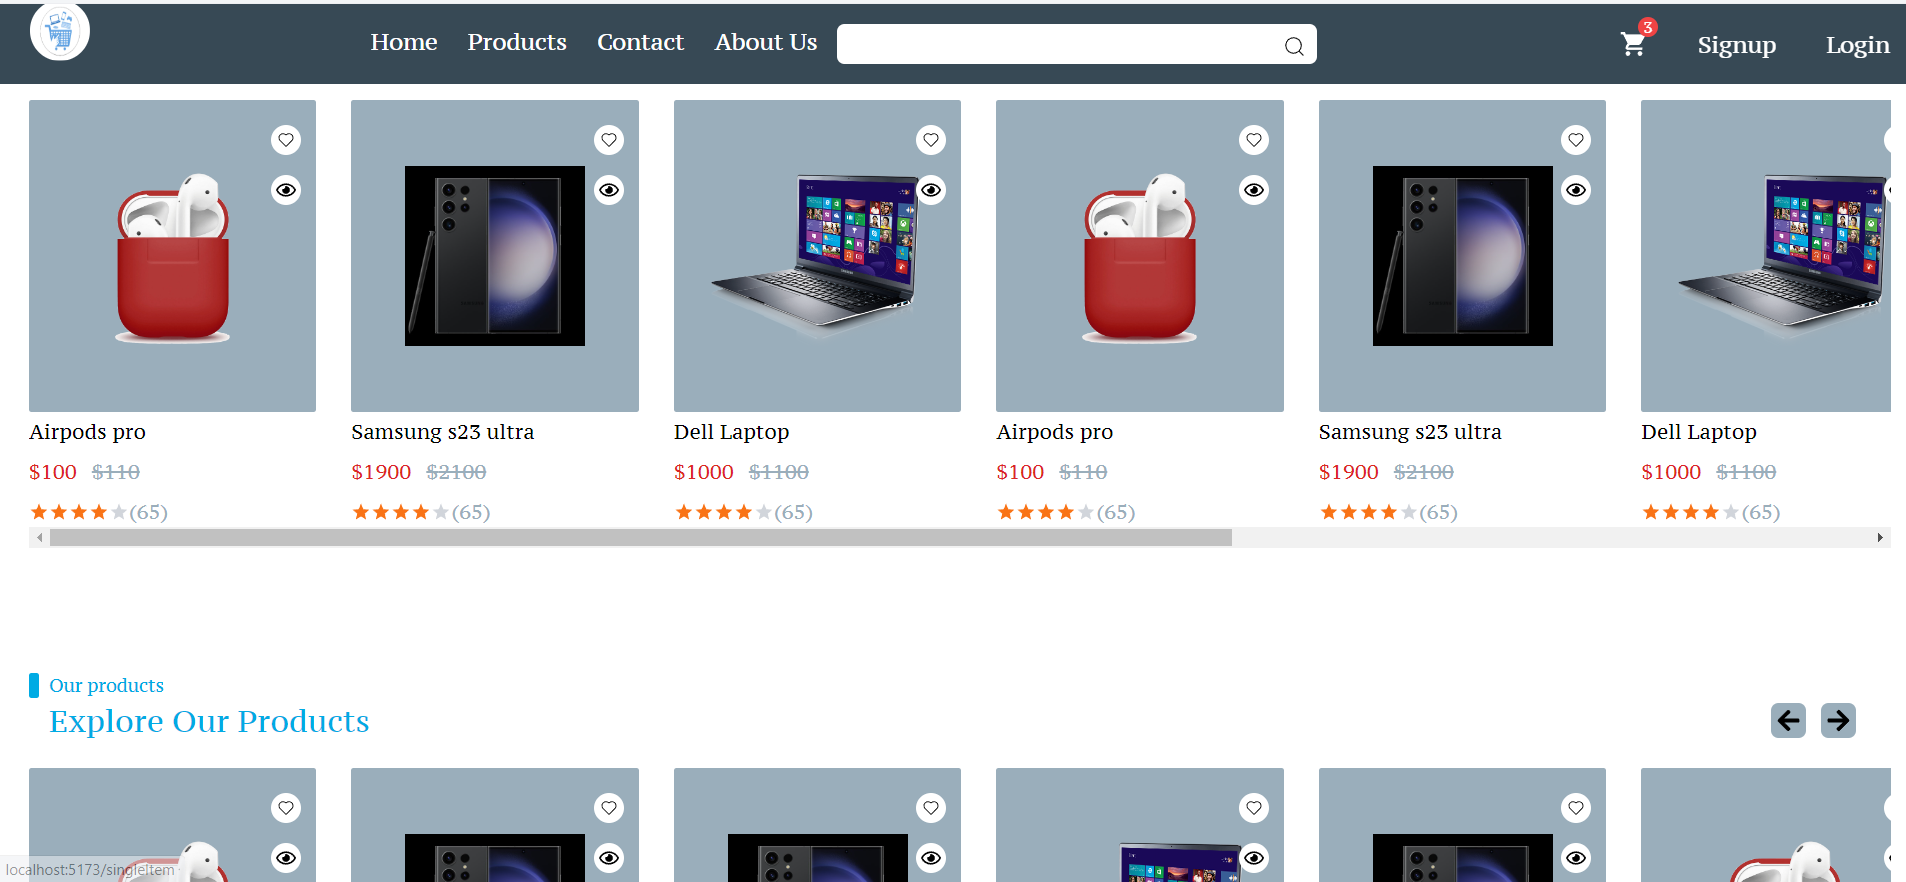 Home Products Contact About Us 3 Signup Login
Airpods pro Samsung s23 ultra Dell Laptop Airpods pro Samsung s23 ultra Dell Laptop
$100 $110 $1900 $2100 $1000 $1100 $100 $110 $1900 $2100 $1000 $1100
(65) (65) (65) (65) (65) (65)
Our products
Explore Our Products
localhost:5173/singleItem